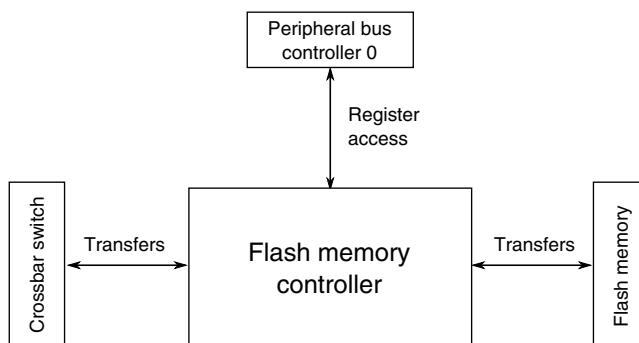 Peripheral bus
controller 0
Register
access
Crossbar switch
Transfers
Flash memory
controller
Transfers
Flash memory